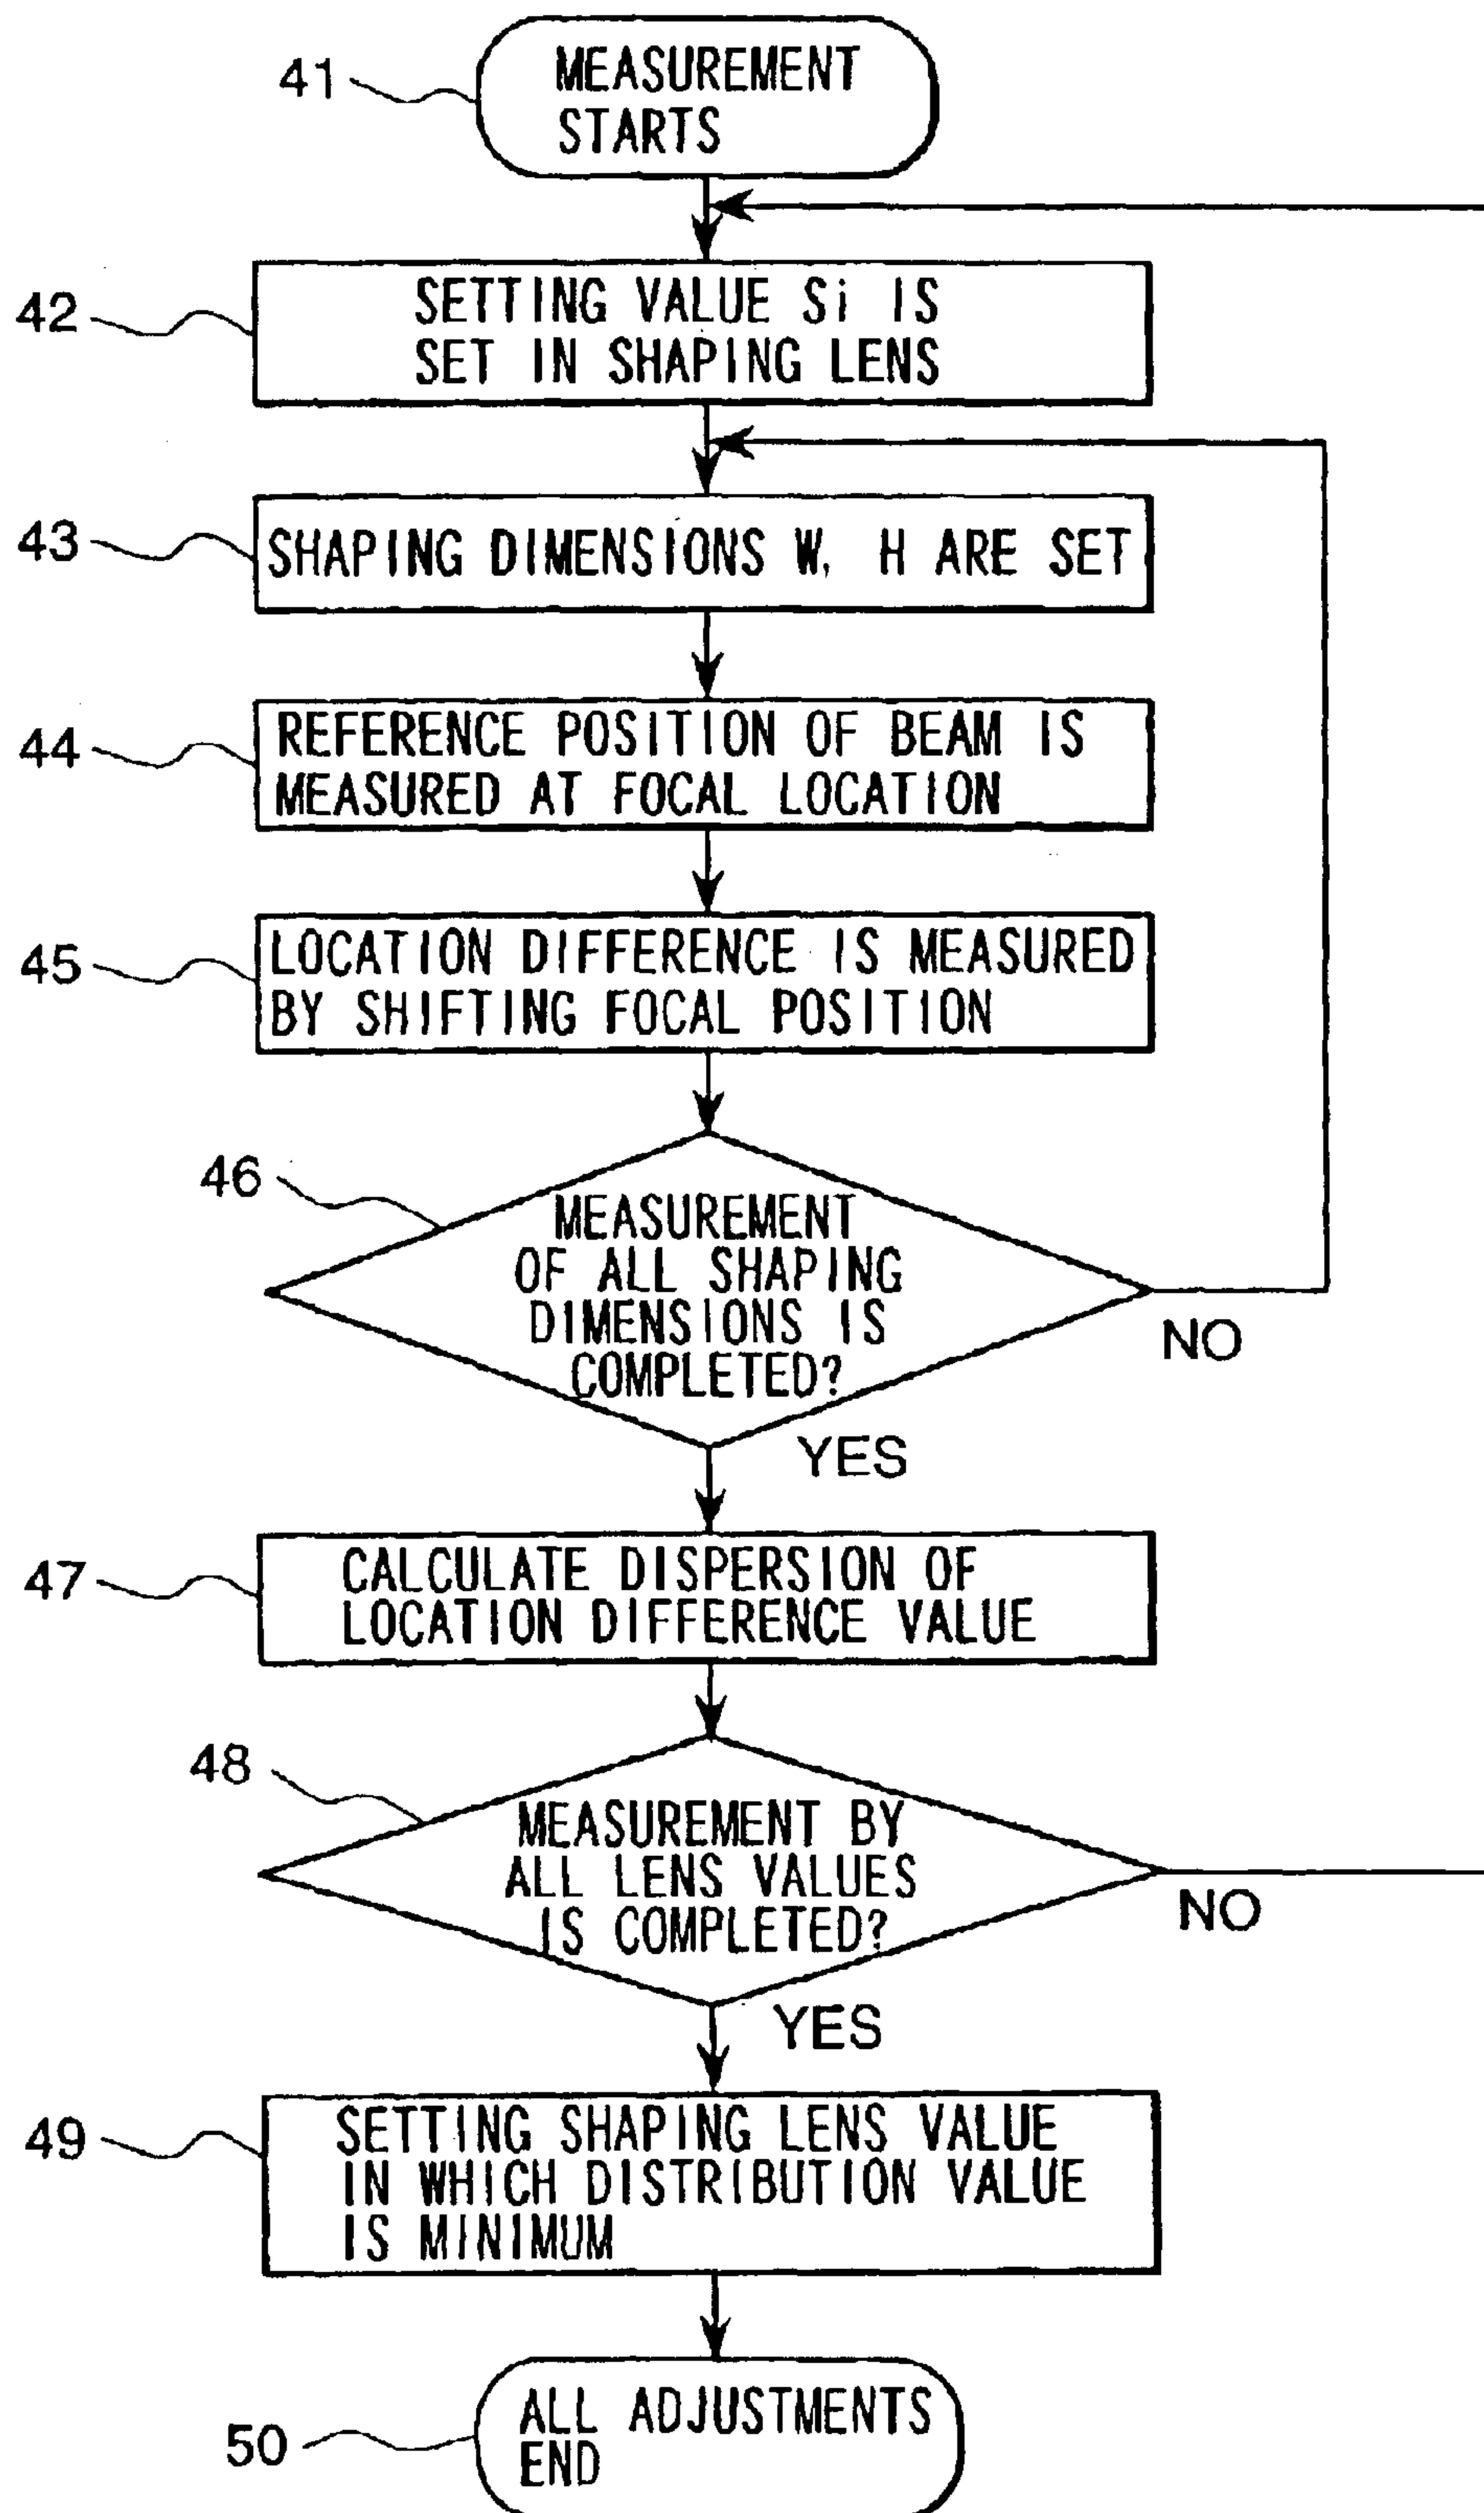 41
MEASUREMENT
STARTS
42
SETTING VALUE Si IS
SET IN SHAPING LENS
43
SHAPING DIMENSIONS W, H ARE SET
44
REFERENCE POSITION OF BEAM IS
MEASURED AT FOCAL LOCATION
45
LOCATION DIFFERENCE IS MEASURED
BY SHIFTING FOCAL POSITION
46
MEASUREMENT
OF ALL SHAPING
DIMENSIONS IS
COMPLETED?
NO
YES
47
CALCULATE DISPERSION OF
LOCATION DIFFERENCE VALUE
48
MEASUREMENT BY
ALL LENS VALUES
IS COMPLETED?
NO
YES
49
SETTING SHAPING LENS VALUE
IN WHICH DISTRIBUTION VALUE
IS MINIMUM
50
ALL ADJUSTMENTS
END